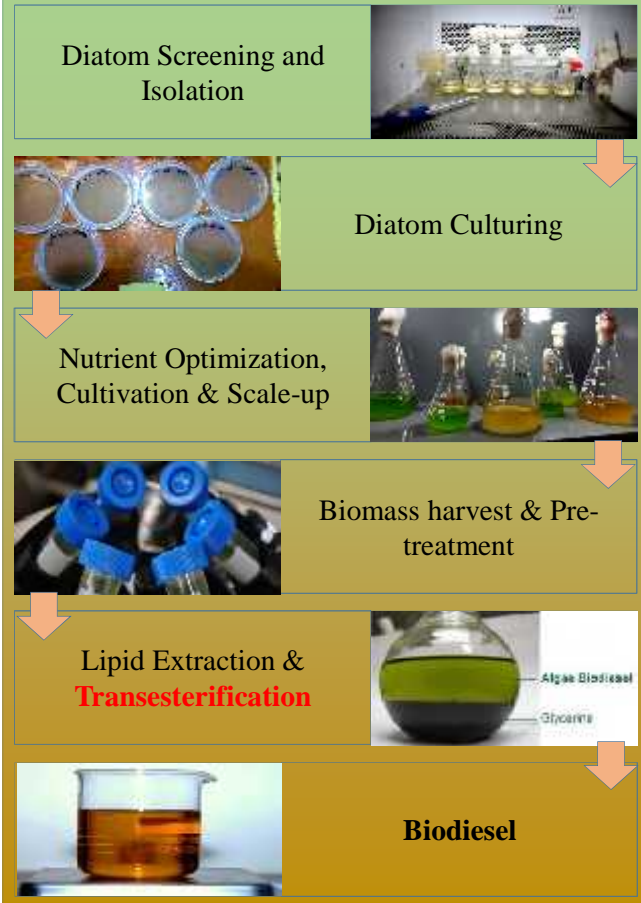 Diatom Screening and
Isolation
Diatom Culturing
Nutrient Optimization,
Cultivation & Scale-up
Biomass harvest & Pre-
treatment
Lipid Extraction &
Transesterification
Algae Biodiesel
Glycerine
Biodiesel